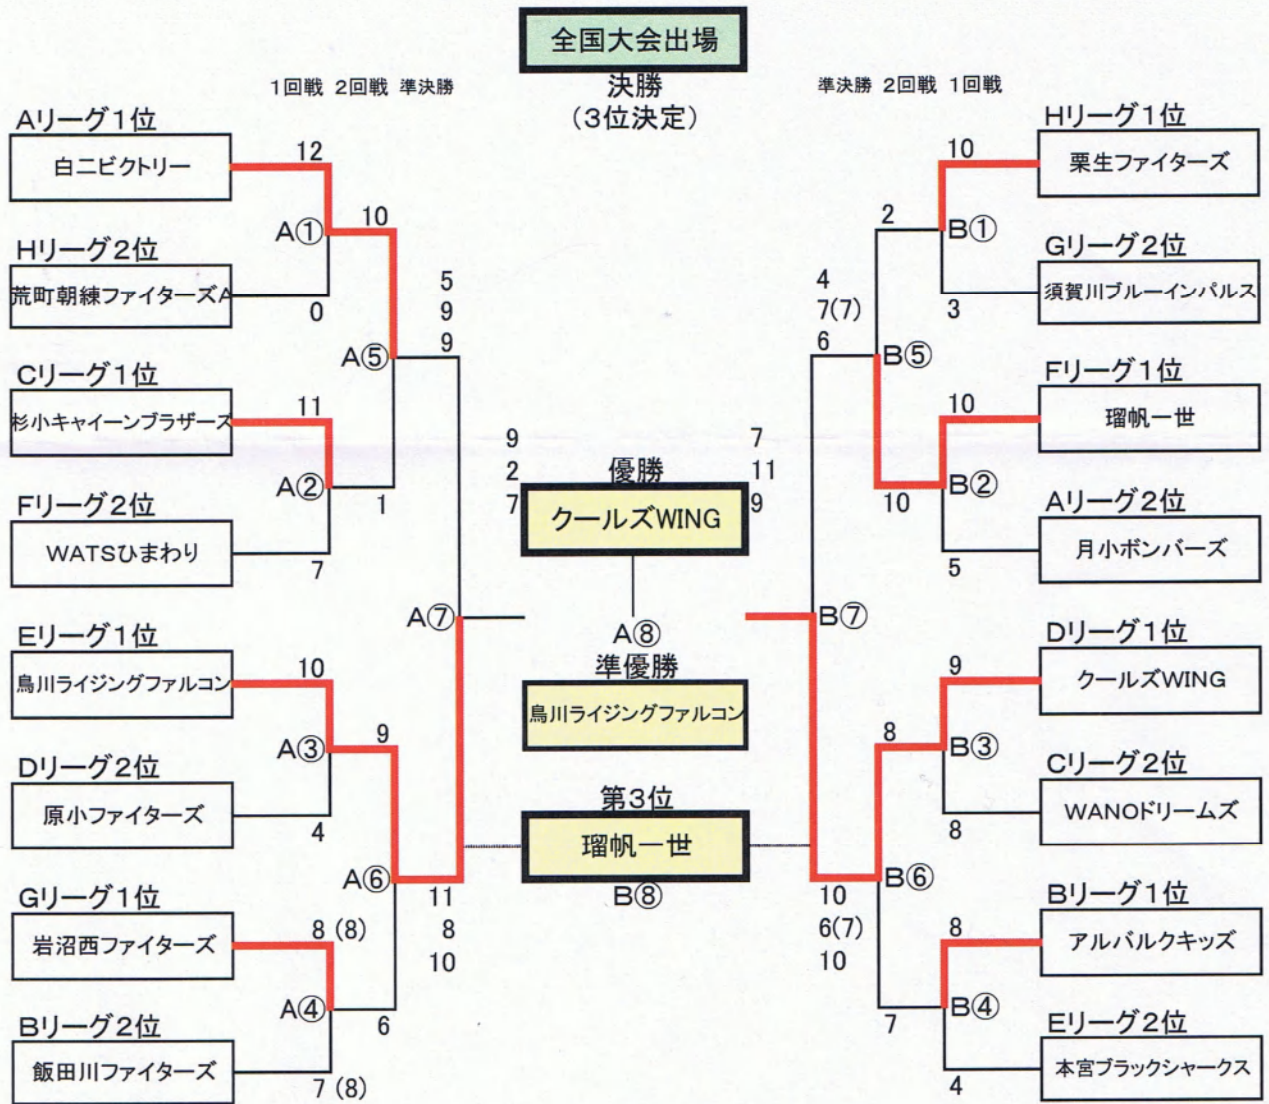 全国大会出場
決勝
(3位決定)
1回戦 2回戦 準決勝
準決勝 2回戦 1回戦
Aリーグ1位
白二ビクトリー
12
A①
10
Hリーグ2位
荒町朝練ファイターズA
0
5
9
9
A⑤
Cリーグ1位
杉小キャイーンブラザーズ
11
A②
1
Fリーグ2位
WATSひまわり
7
A⑦
Eリーグ1位
鳥川ライジングファルコン
10
A③
9
Dリーグ2位
原小ファイターズ
4
A⑥
11
8
10
Gリーグ1位
岩沼西ファイターズ
8(8)
A④
6
Bリーグ2位
飯田川ファイターズ
7(8)
9
2
7
優勝
クールズWING
7
11
9
A⑧
準優勝
鳥川ライジングファルコン
第3位
瑠帆一世
B⑧
Hリーグ1位
栗生ファイターズ
10
2
B①
Gリーグ2位
須賀川ブルーインパルス
3
4
7(7)
6
B⑤
Fリーグ1位
瑠帆一世
10
10
B②
Aリーグ2位
月小ボンバーズ
5
B⑦
Dリーグ1位
クールズWING
9
8
B③
Cリーグ2位
WANOドリームズ
8
B⑥
10
6(7)
10
Bリーグ1位
アルバルクキッズ
8
7
B④
Eリーグ2位
本宮ブラックシャークス
4